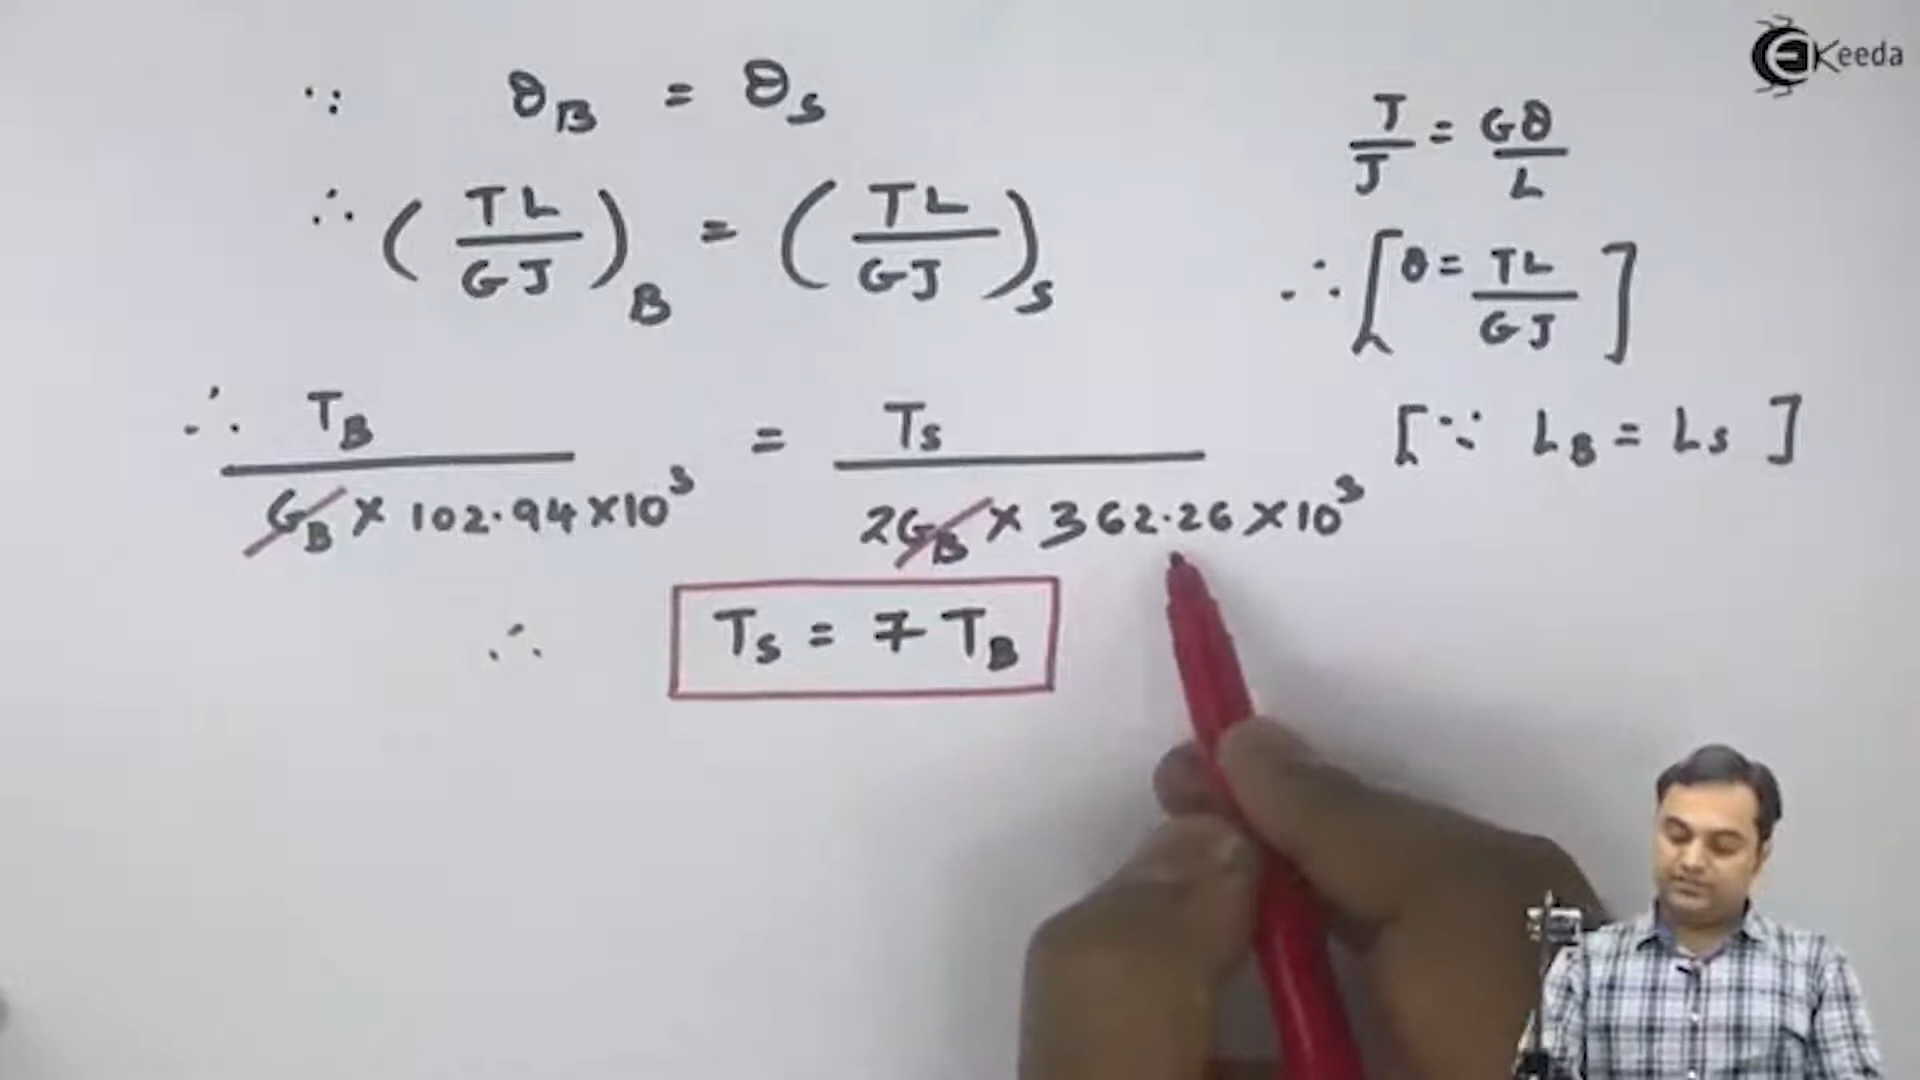 ∵ θB = θS
∴ (TL/GJ)B = (TL/GJ)S
∴ TB/GB × 102.94 × 10³ = TS/2GB × 362.26 × 10³
∴ TS = 7 TB
Keeda
T/J = Gθ/L
∴ [θ = TL/GJ]
[∵ LB = LS]